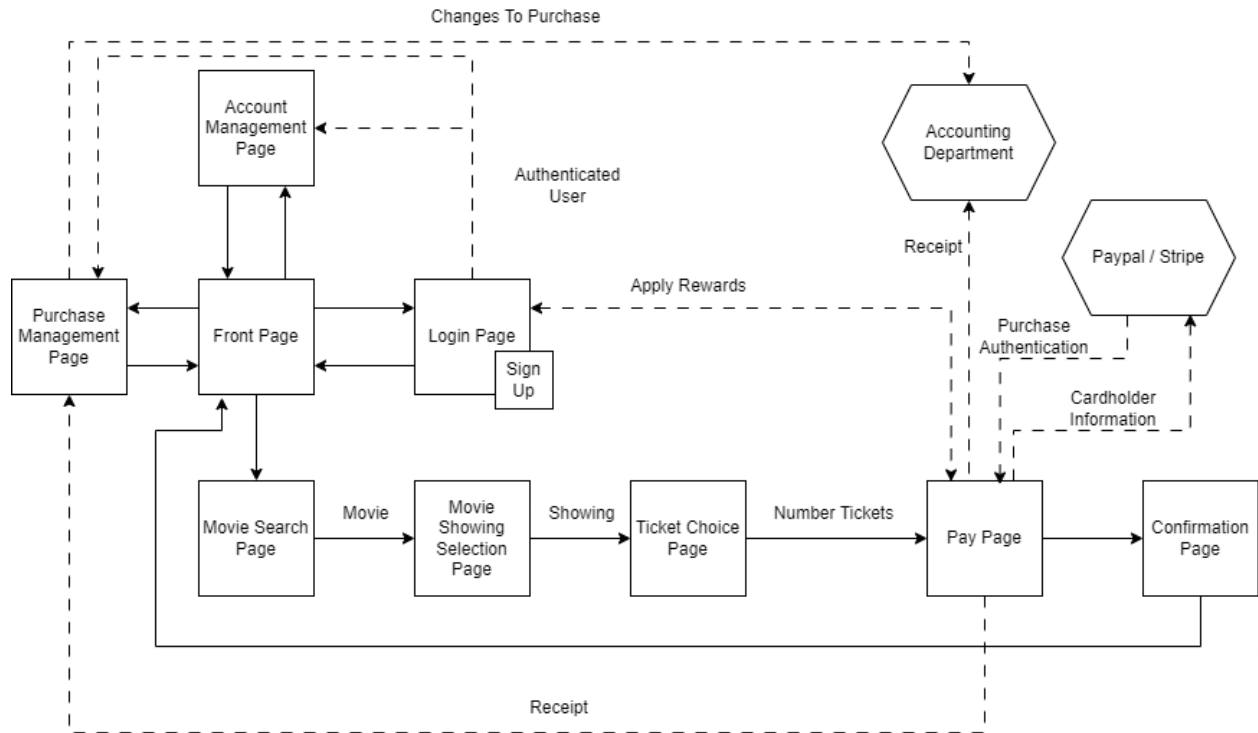 Changes To Purchase
Account
Management
Page
Accounting
Department
Authenticated
User
Receipt
Paypal / Stripe
Purchase
Management
Page
Front Page
Login Page
Sign
Up
Apply Rewards
Purchase
Authentication
Cardholder
Information
Movie Search
Page
Movie
Movie
Showing
Selection
Page
Showing
Ticket Choice
Page
Number Tickets
Pay Page
Confirmation
Page
Receipt